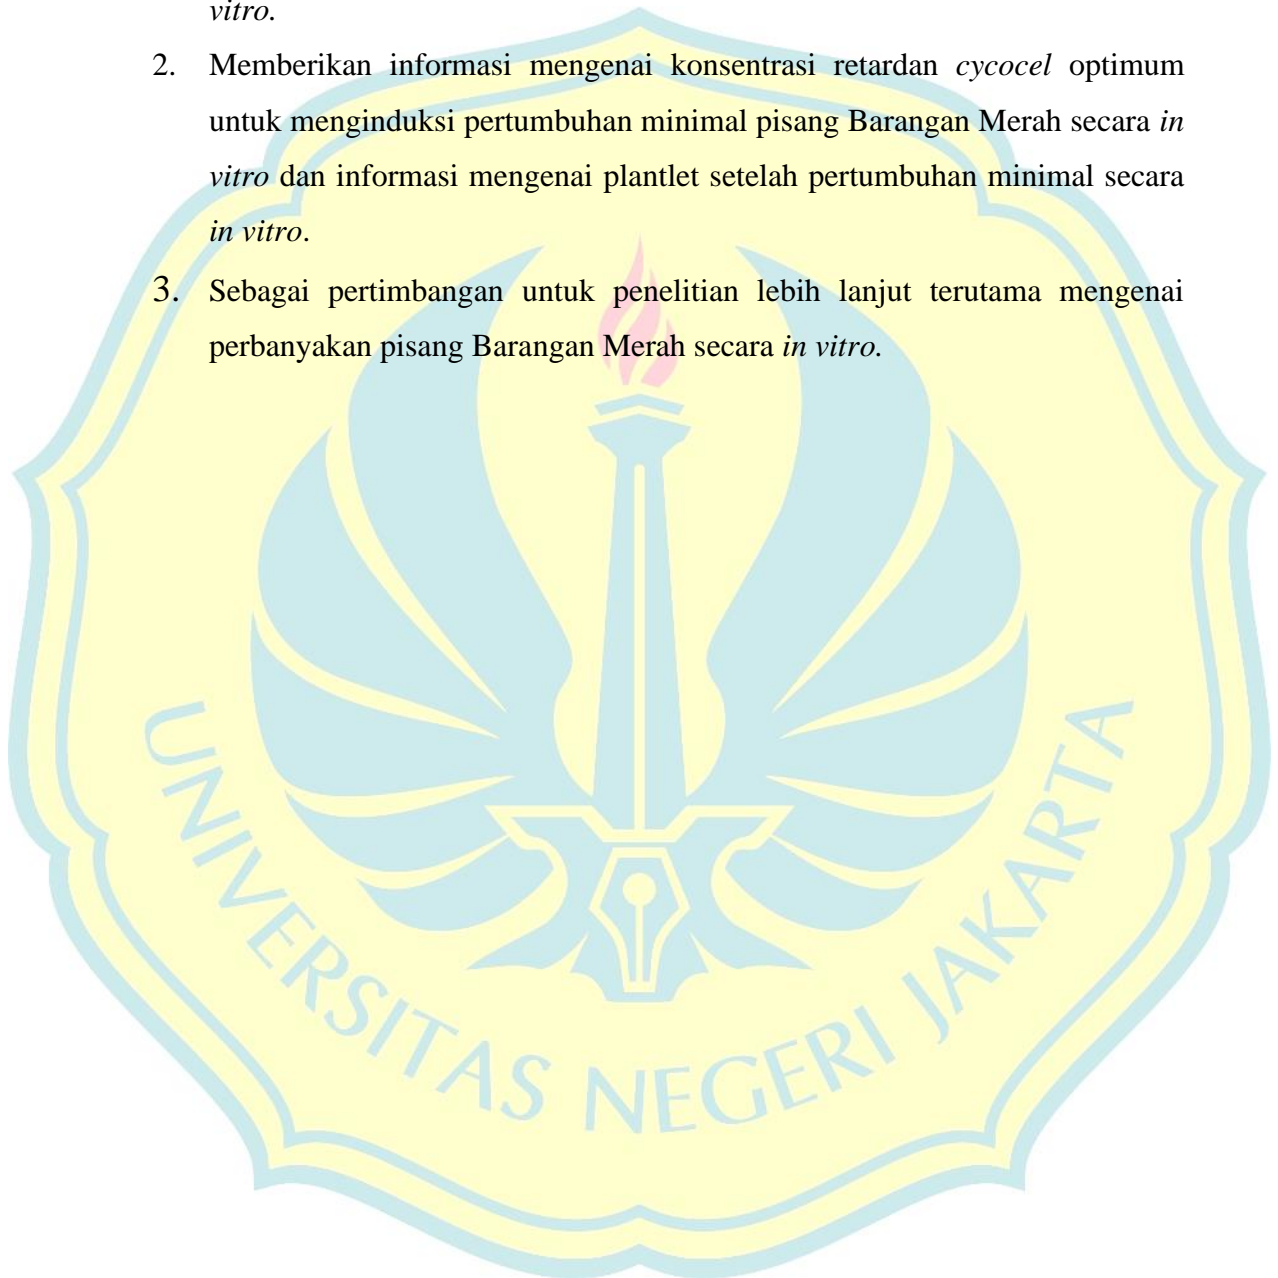 vitro.
2. Memberikan informasi mengenai konsentrasi retardan cycocel optimum
untuk menginduksi pertumbuhan minimal pisang Barangan Merah secara in
vitro dan informasi mengenai plantlet setelah pertumbuhan minimal secara
in vitro.
3. Sebagai pertimbangan untuk penelitian lebih lanjut terutama mengenai
perbanyakan pisang Barangan Merah secara in vitro.
UNIVERSITAS NEGERI JAKARTA